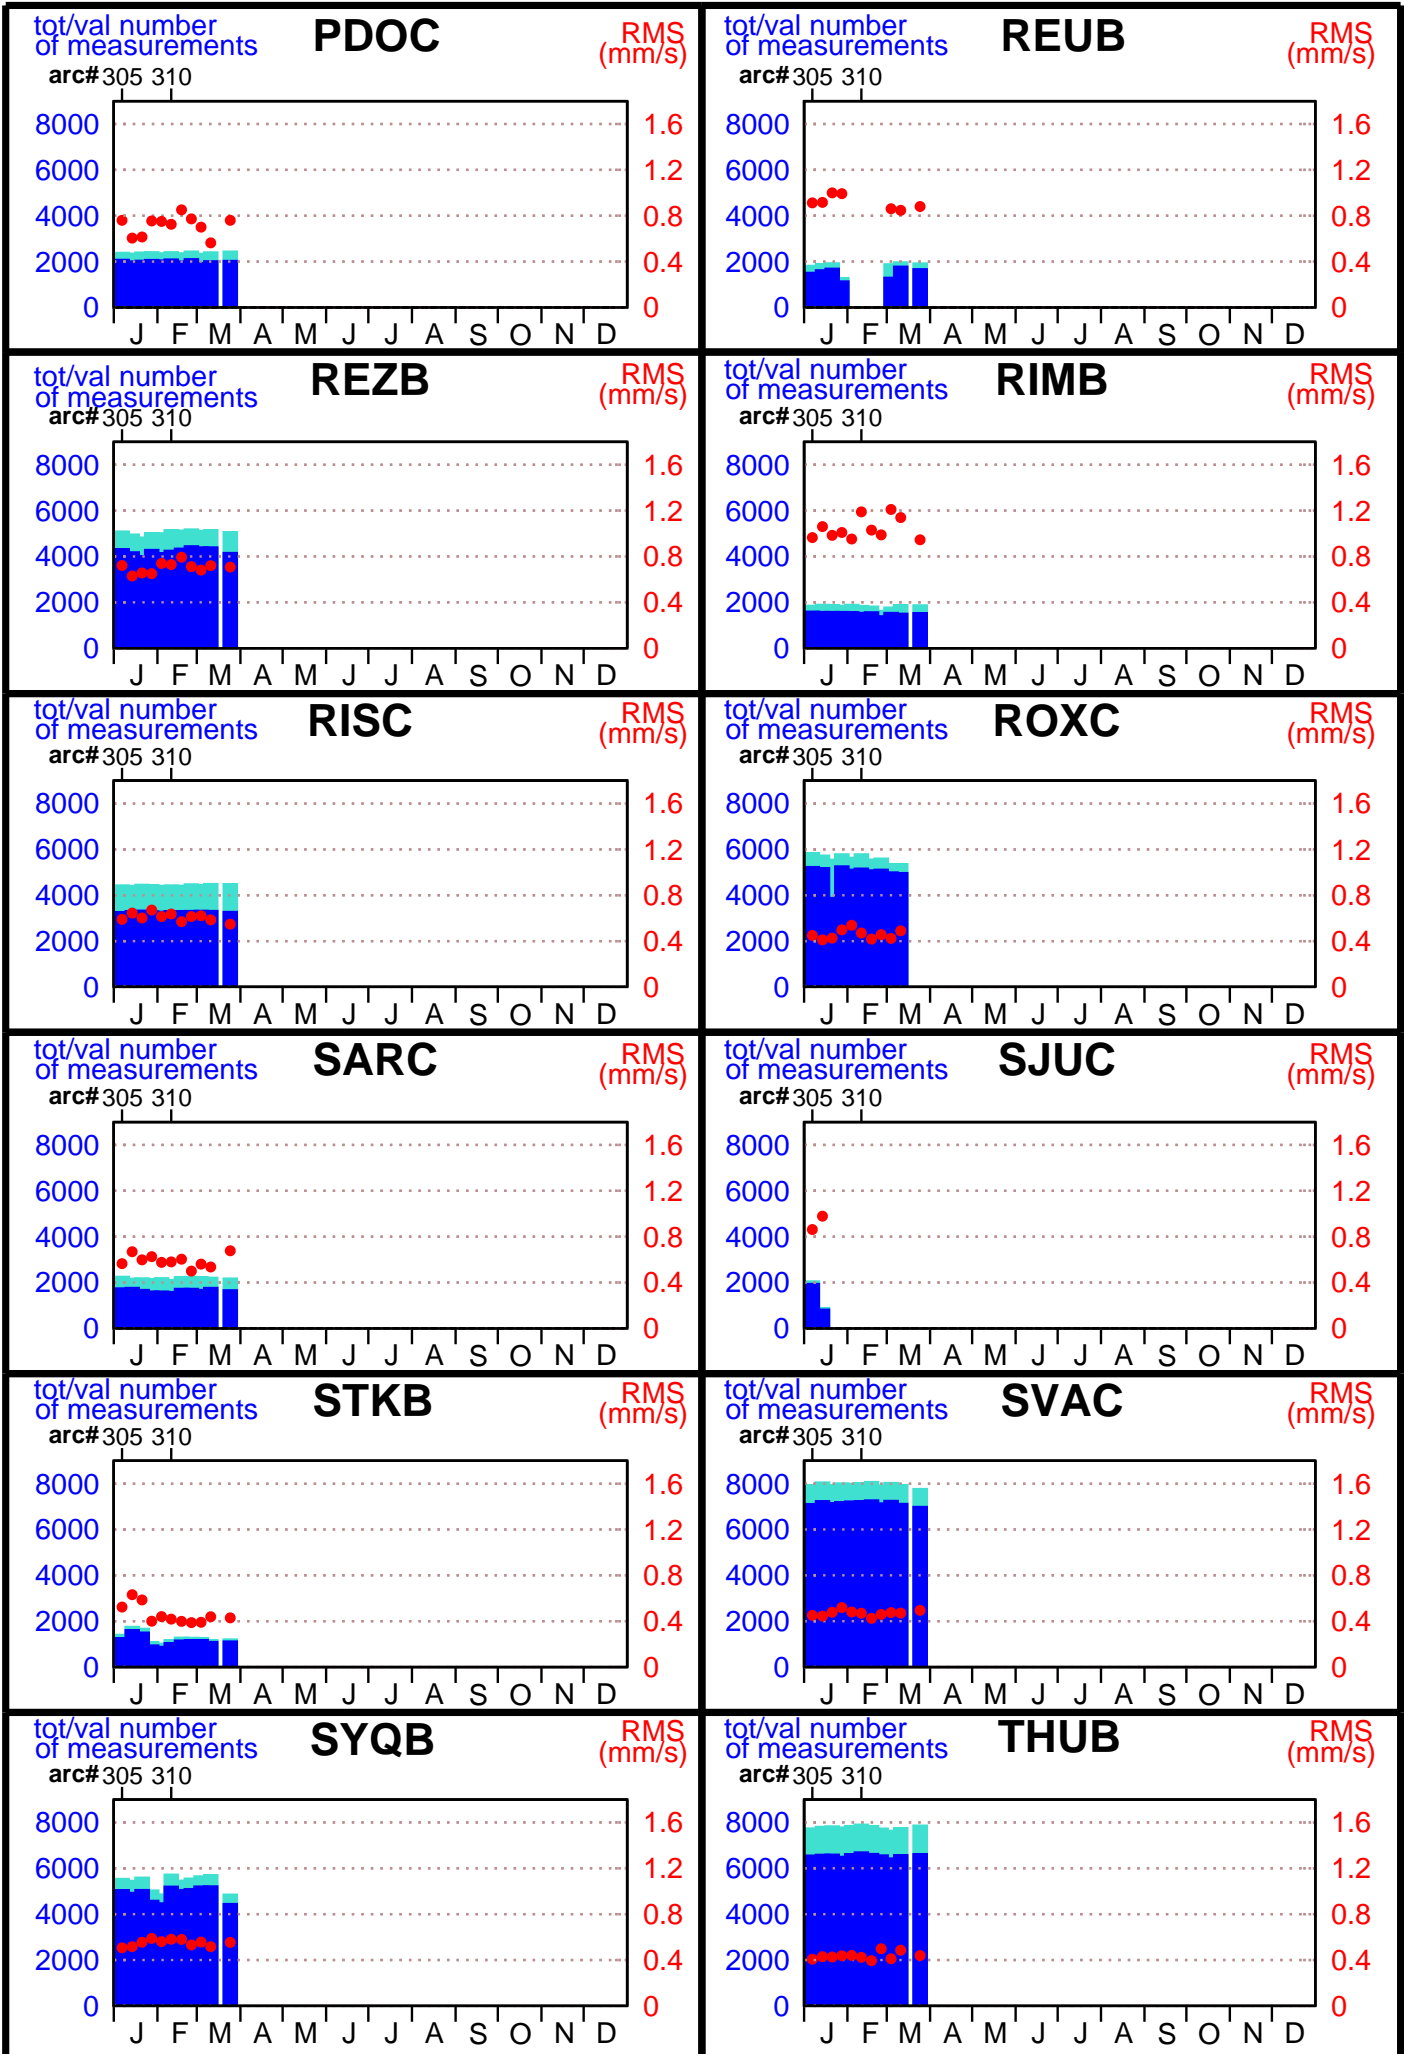 tot/val number
of measurements
PDOC
RMS
(mm/s)
arc# 305 310
8000 1.6
6000 1.2
4000 0.8
2000 0.4
0 0
J F M A M J J A S O N D
tot/val number
of measurements
REUB
RMS
(mm/s)
arc# 305 310
8000 1.6
6000 1.2
4000 0.8
2000 0.4
0 0
J F M A M J J A S O N D
tot/val number
of measurements
REZB
RMS
(mm/s)
arc# 305 310
8000 1.6
6000 1.2
4000 0.8
2000 0.4
0 0
J F M A M J J A S O N D
tot/val number
of measurements
RIMB
RMS
(mm/s)
arc# 305 310
8000 1.6
6000 1.2
4000 0.8
2000 0.4
0 0
J F M A M J J A S O N D
tot/val number
of measurements
RISC
RMS
(mm/s)
arc# 305 310
8000 1.6
6000 1.2
4000 0.8
2000 0.4
0 0
J F M A M J J A S O N D
tot/val number
of measurements
ROXC
RMS
(mm/s)
arc# 305 310
8000 1.6
6000 1.2
4000 0.8
2000 0.4
0 0
J F M A M J J A S O N D
tot/val number
of measurements
SARC
RMS
(mm/s)
arc# 305 310
8000 1.6
6000 1.2
4000 0.8
2000 0.4
0 0
J F M A M J J A S O N D
tot/val number
of measurements
SJUC
RMS
(mm/s)
arc# 305 310
8000 1.6
6000 1.2
4000 0.8
2000 0.4
0 0
J F M A M J J A S O N D
tot/val number
of measurements
STKB
RMS
(mm/s)
arc# 305 310
8000 1.6
6000 1.2
4000 0.8
2000 0.4
0 0
J F M A M J J A S O N D
tot/val number
of measurements
SVAC
RMS
(mm/s)
arc# 305 310
8000 1.6
6000 1.2
4000 0.8
2000 0.4
0 0
J F M A M J J A S O N D
tot/val number
of measurements
SYQB
RMS
(mm/s)
arc# 305 310
8000 1.6
6000 1.2
4000 0.8
2000 0.4
0 0
J F M A M J J A S O N D
tot/val number
of measurements
THUB
RMS
(mm/s)
arc# 305 310
8000 1.6
6000 1.2
4000 0.8
2000 0.4
0 0
J F M A M J J A S O N D